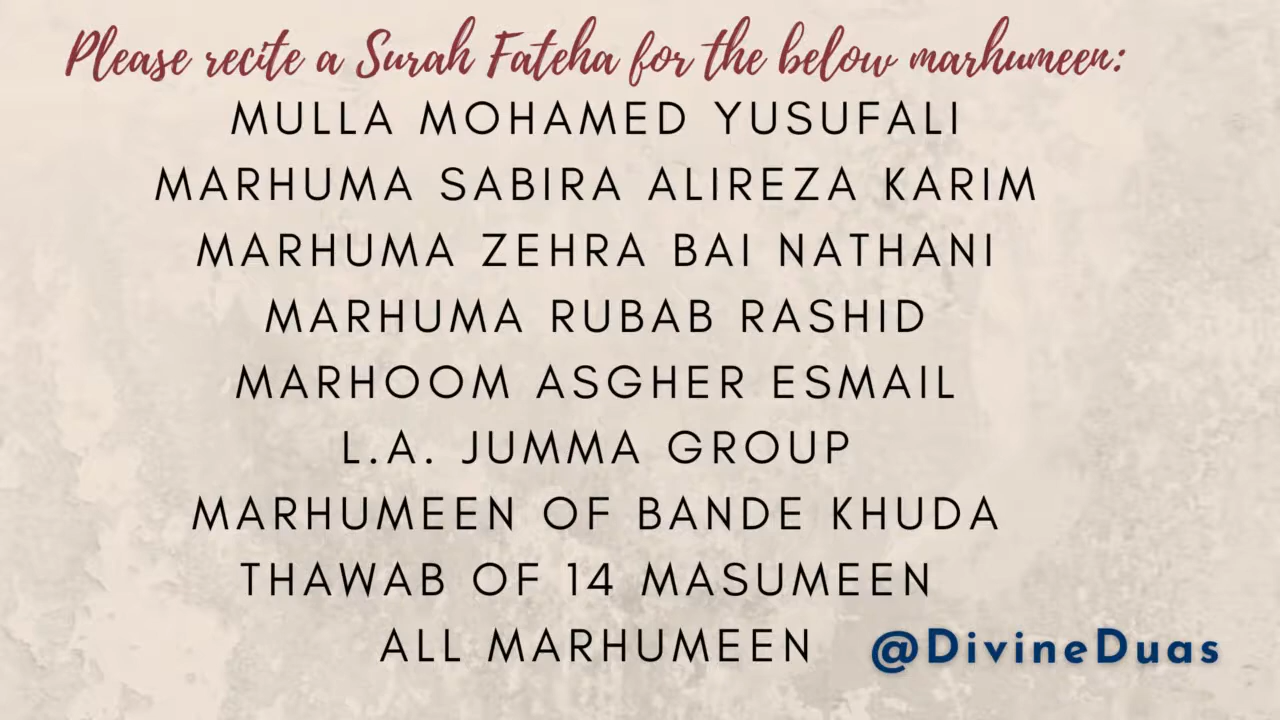 Please recite a Surah Fateha for the below marhumeen:
MULLA MOHAMED YUSUFALI
MARHUMA SABIRA ALIREZA KARIM
MARHUMA ZEHRA BAI NATHANI
MARHUMA RUBAB RASHID
MARHOOM ASGHER ESMAIL
L.A. JUMMA GROUP
MARHUMEEN OF BANDE KHUDA
THAWAB OF 14 MASUMEEN
ALL MARHUMEEN
@DivineDuas